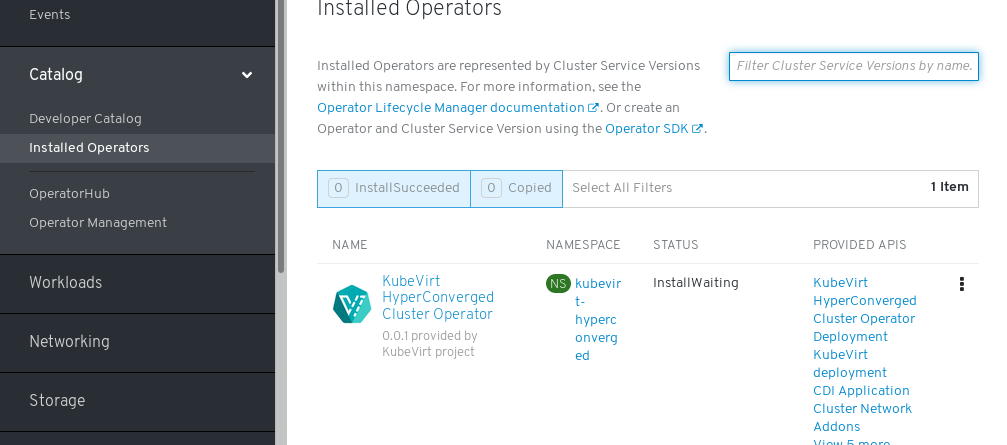 Events
Catalog
Developer Catalog
Installed Operators
OperatorHub
Operator Management
Workloads
Networking
Storage
Installed Operators
Installed Operators are represented by Cluster Service Versions
within this namespace. For more information, see the
Operator Lifecycle Manager documentation. Or create an
Operator and Cluster Service Version using the Operator SDK.
Filter Cluster Service Versions by name.
0 InstallSucceeded 0 Copied Select All Filters 1 Item
NAME NAMESPACE STATUS PROVIDED APIS
KubeVirt
HyperConverged
Cluster Operator
0.0.1 provided by
KubeVirt project
NS kubevir
t-
hyperc
onverg
ed
InstallWaiting
KubeVirt
HyperConverged
Cluster Operator
Deployment
KubeVirt
deployment
CDI Application
Cluster Network
Addons
View 5 more